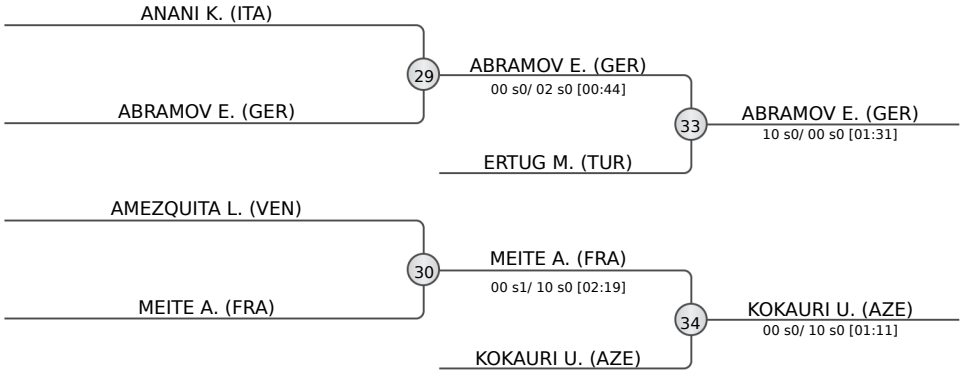 ANANI K. (ITA)
29
ABRAMOV E. (GER)
ABRAMOV E. (GER)
00 s0/ 02 s0 [00:44]
33
ABRAMOV E. (GER)
10 s0/ 00 s0 [01:31]
ERTUG M. (TUR)
AMEZQUITA L. (VEN)
30
MEITE A. (FRA)
MEITE A. (FRA)
00 s1/ 10 s0 [02:19]
34
KOKAURI U. (AZE)
00 s0/ 10 s0 [01:11]
KOKAURI U. (AZE)